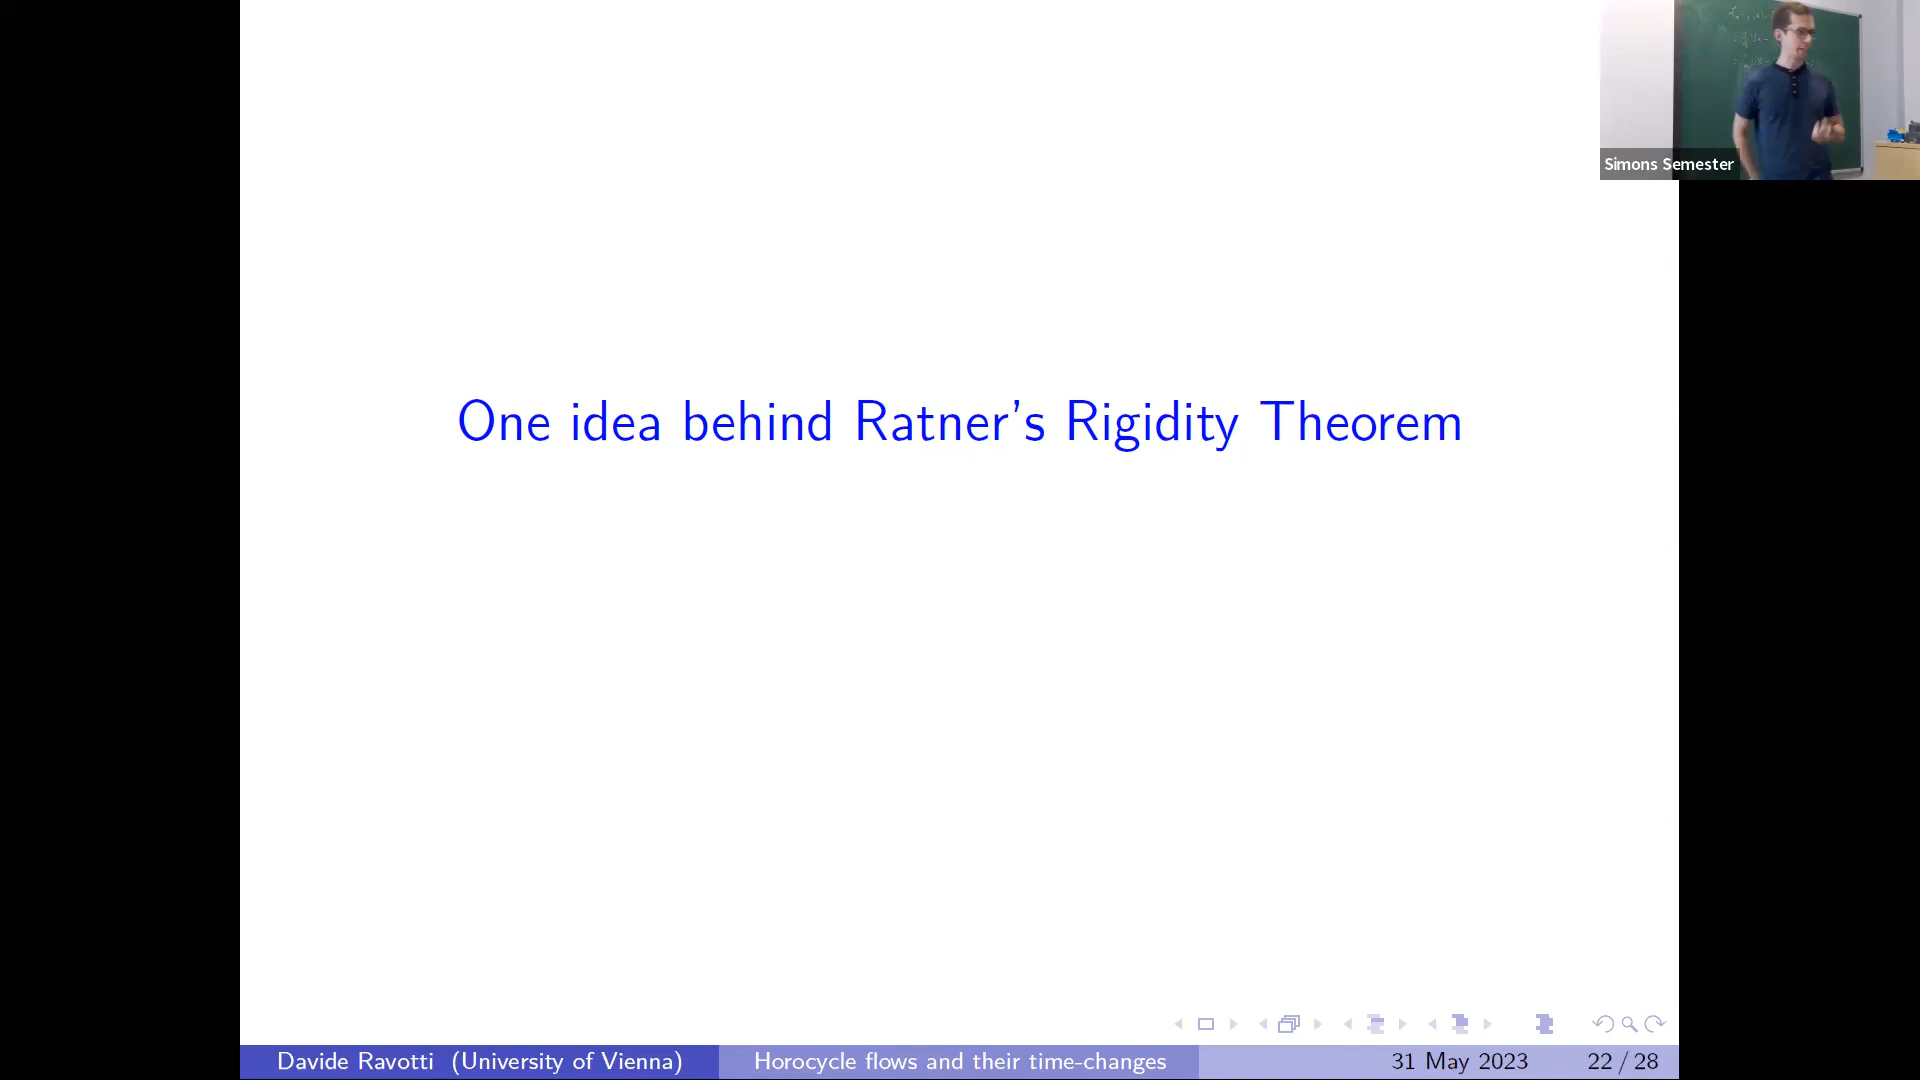 Simons Semester
One idea behind Ratner's Rigidity Theorem
Davide Ravotti (University of Vienna) Horocycle flows and their time-changes 31 May 2023 22 / 28